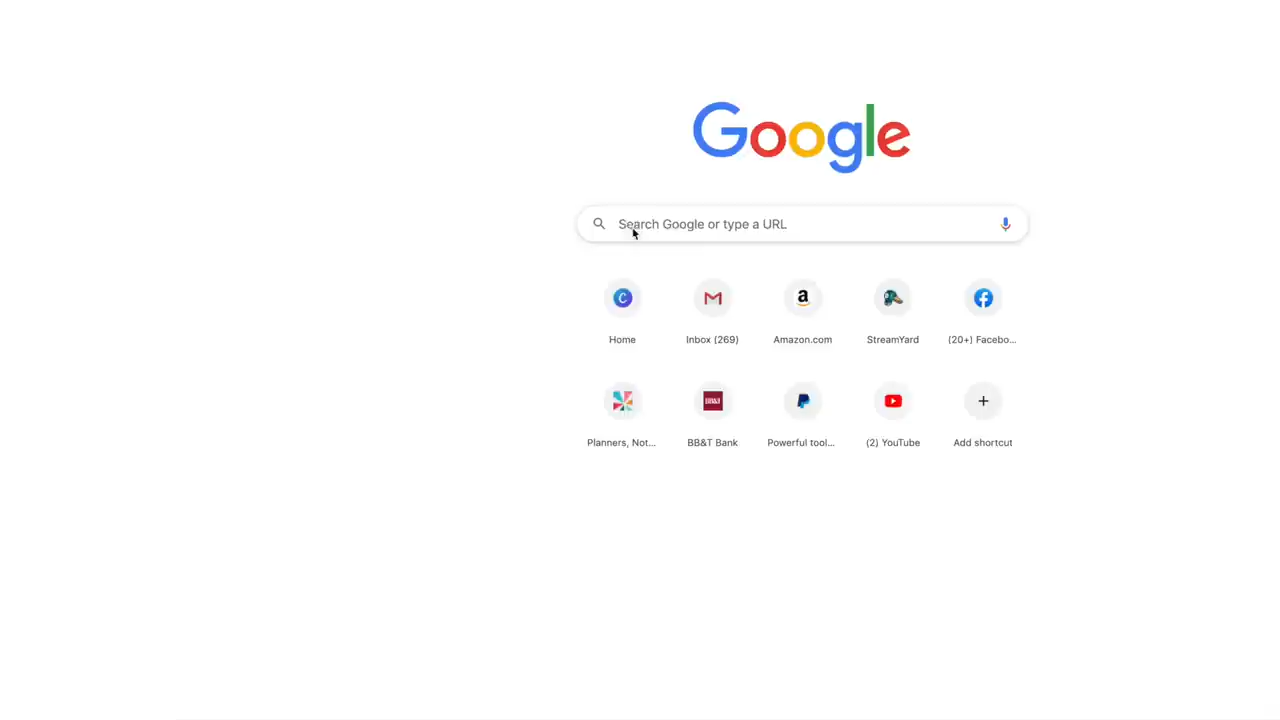 Google
Search Google or type a URL
Home
Inbox (269)
Amazon.com
StreamYard
(20+) Facebo...
Planners, Not...
BB&T Bank
Powerful tool...
(2) YouTube
Add shortcut